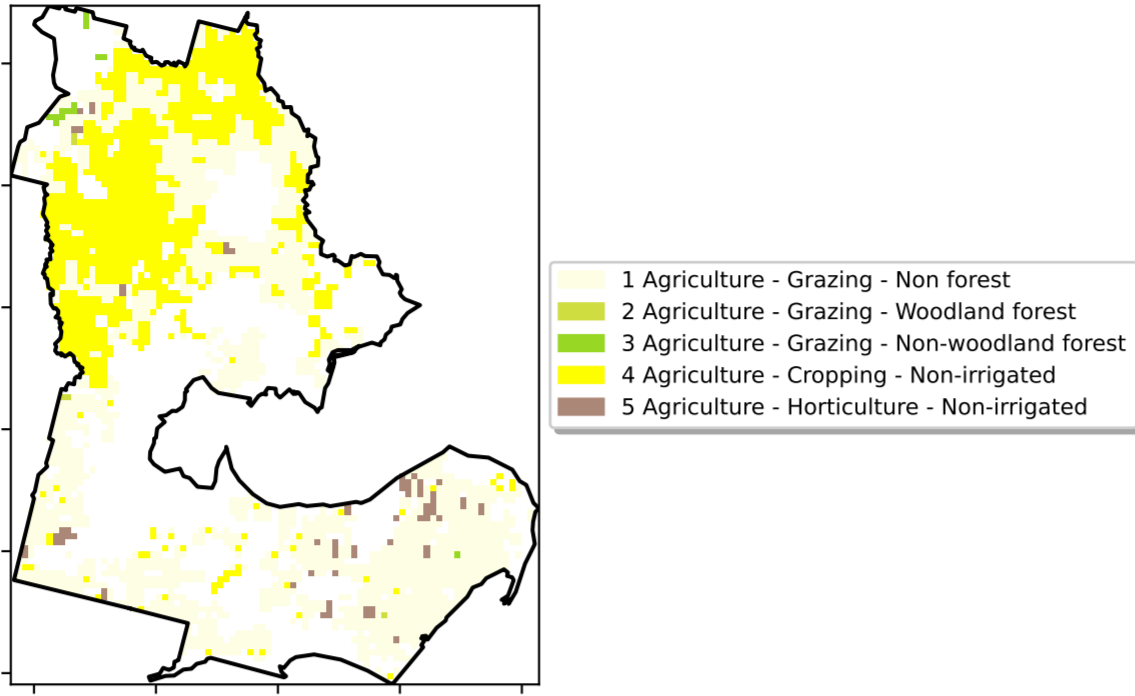 1 Agriculture - Grazing - Non forest
2 Agriculture - Grazing - Woodland forest
3 Agriculture - Grazing - Non-woodland forest
4 Agriculture - Cropping - Non-irrigated
5 Agriculture - Horticulture - Non-irrigated